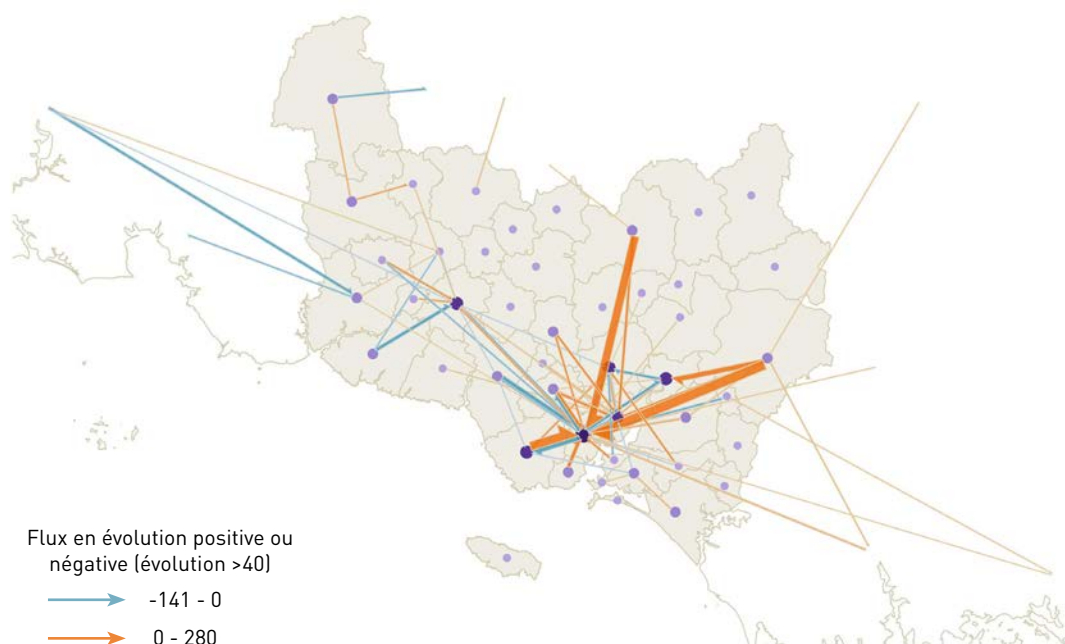 Flux en évolution positive ou
négative (évolution >40)
-141 - 0
0 - 280